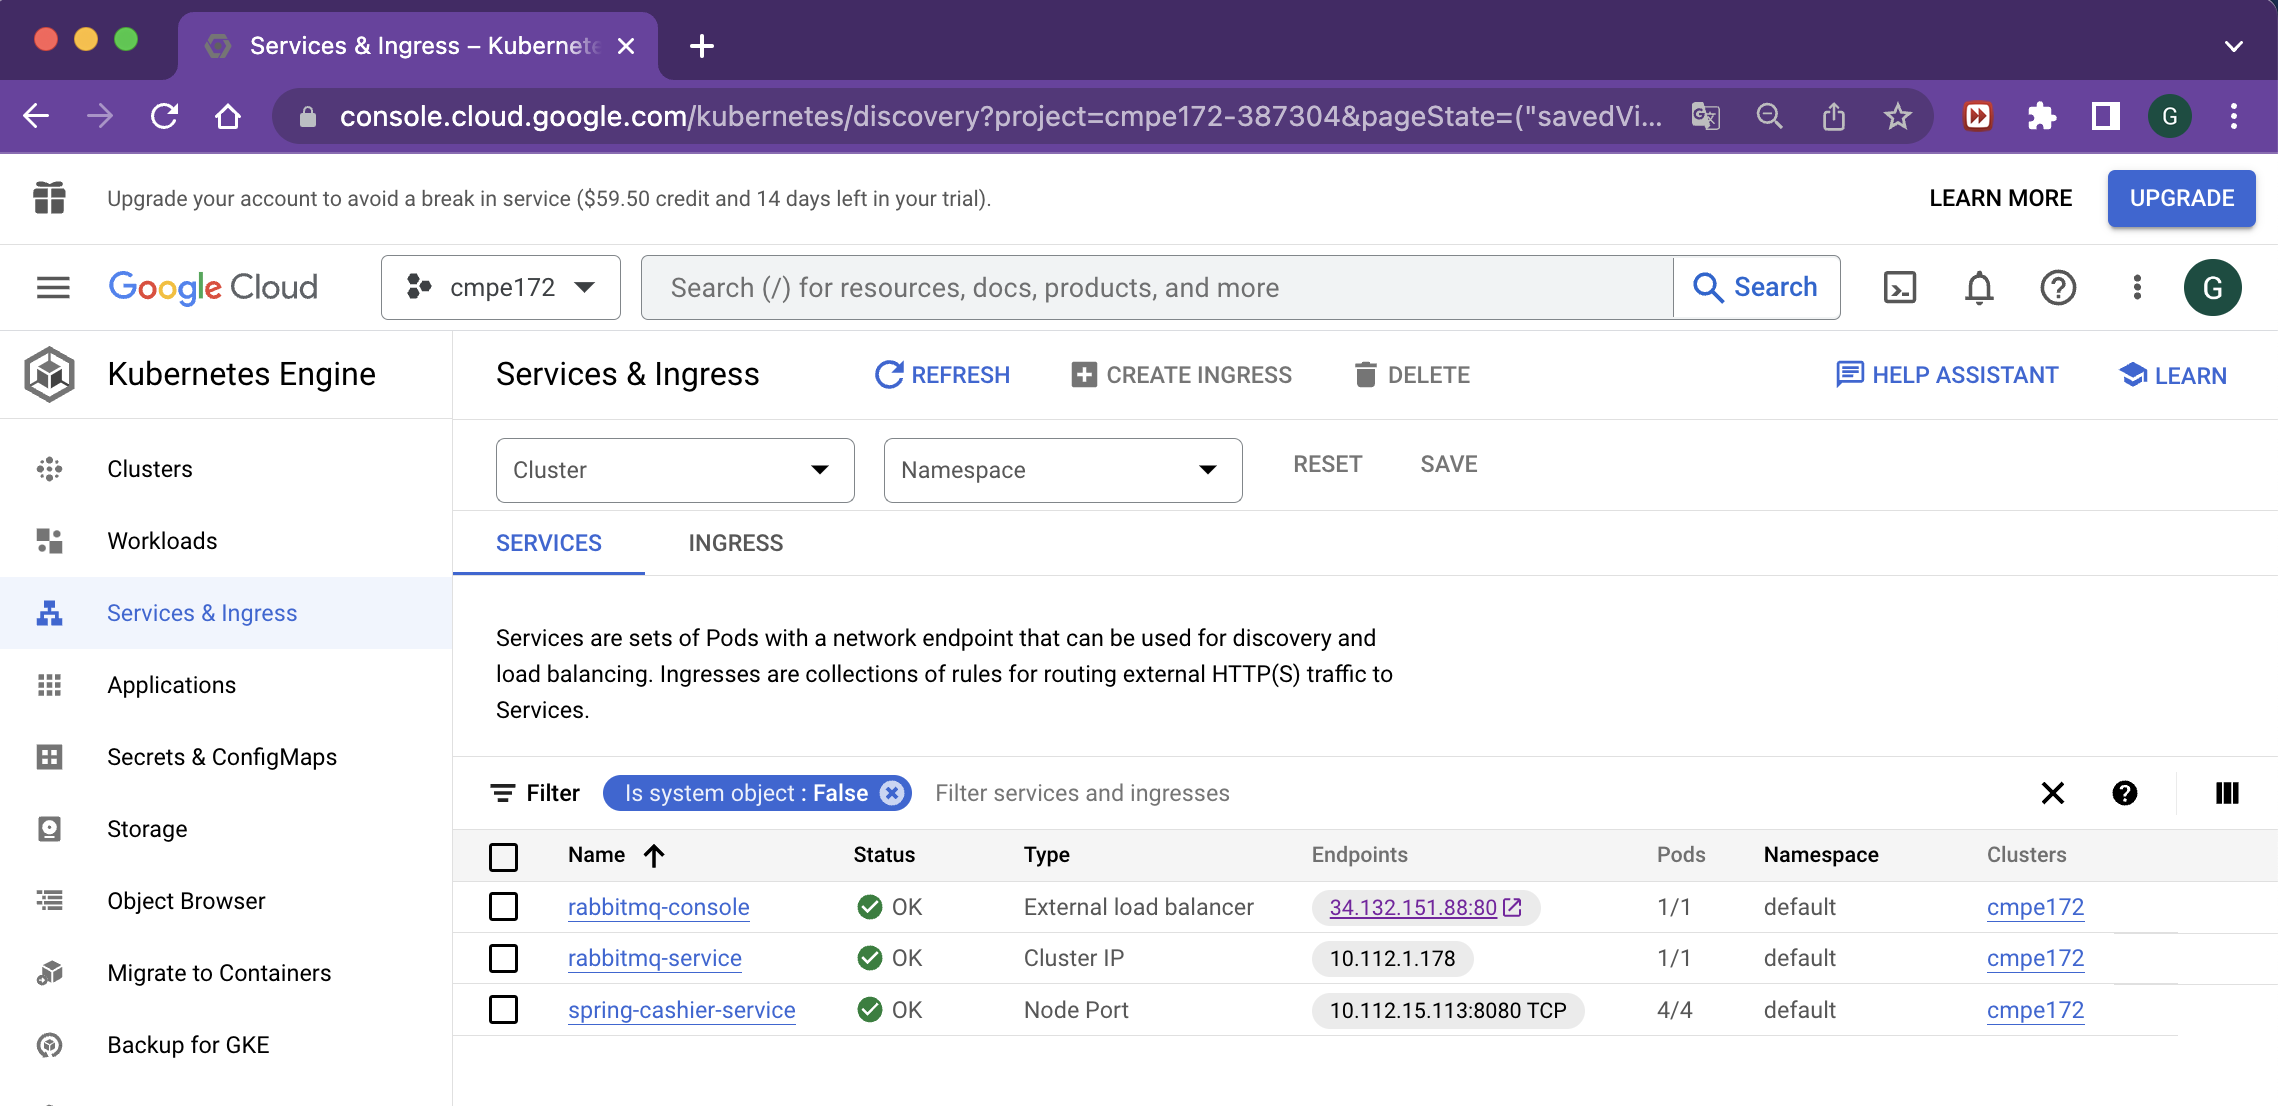 Services & Ingress – Kubernete
console.cloud.google.com/kubernetes/discovery?project=cmpe172-387304&pageState=("savedVi...
G
Upgrade your account to avoid a break in service ($59.50 credit and 14 days left in your trial).
LEARN MORE
UPGRADE
Google Cloud
cmpe172
Search (/) for resources, docs, products, and more
Search
G
Kubernetes Engine
Services & Ingress
REFRESH
CREATE INGRESS
DELETE
HELP ASSISTANT
LEARN
Clusters
Workloads
Services & Ingress
Applications
Secrets & ConfigMaps
Storage
Object Browser
Migrate to Containers
Backup for GKE
Cluster
Namespace
RESET
SAVE
SERVICES
INGRESS
Services are sets of Pods with a network endpoint that can be used for discovery and
load balancing. Ingresses are collections of rules for routing external HTTP(S) traffic to
Services.
Filter
Is system object : False
Filter services and ingresses
Name Status Type Endpoints Pods Namespace Clusters
rabbitmq-console OK External load balancer 34.132.151.88:80 1/1 default cmpe172
rabbitmq-service OK Cluster IP 10.112.1.178 1/1 default cmpe172
spring-cashier-service OK Node Port 10.112.15.113:8080 TCP 4/4 default cmpe172